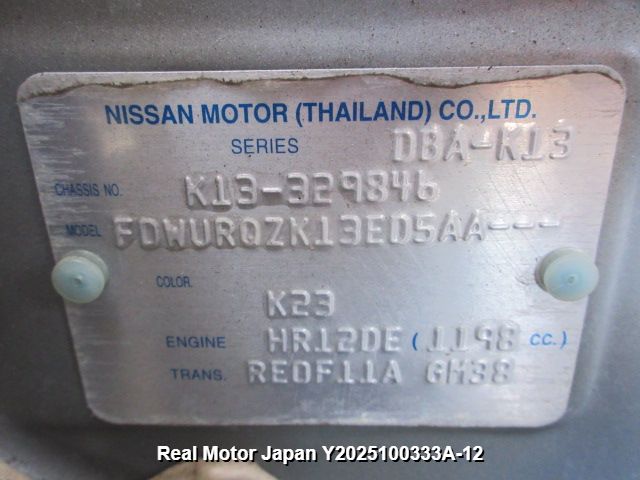 NISSAN MOTOR (THAILAND) CO.,LTD.
SERIES DBA-K13
CHASSIS NO. K13-329846
MODEL FDWURQZK13ED5AA---
COLOR K23
ENGINE HR12DE (1198 CC.)
TRANS. RE0F11A GM38
Real Motor Japan Y2025100333A-12